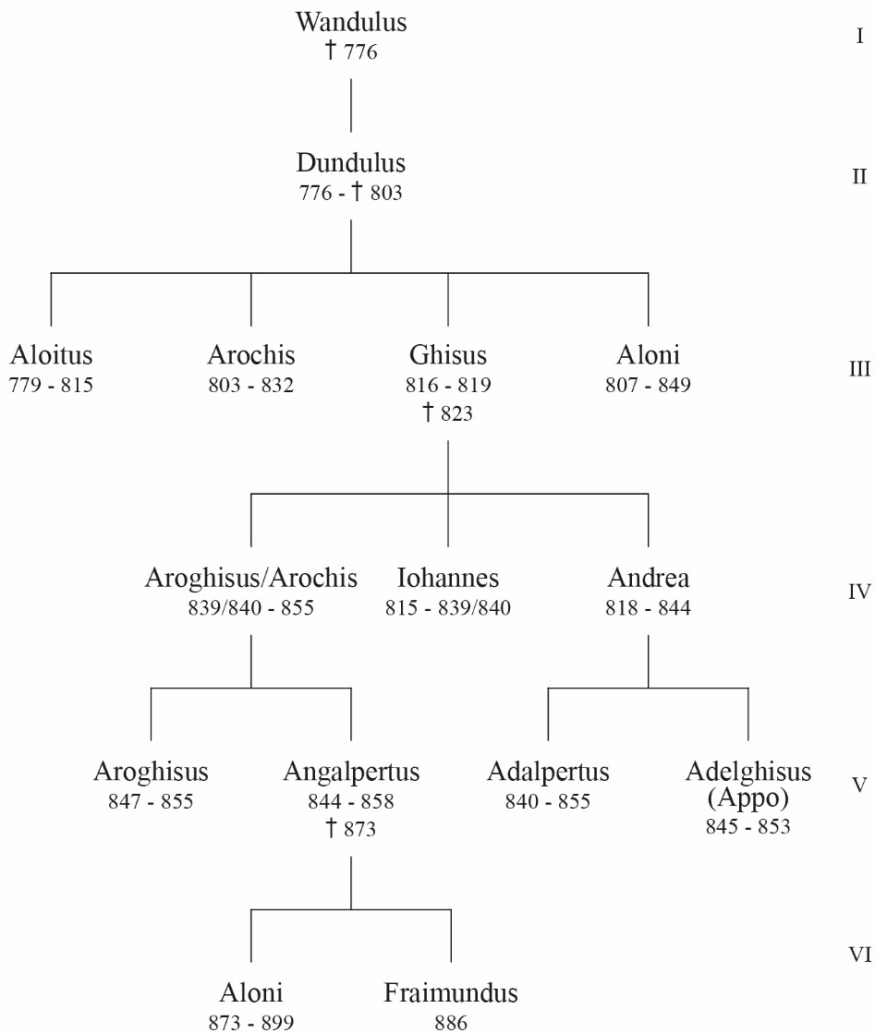 Wandulus I
† 776
Dundulus II
776 - † 803
Aloitus Arochis Ghisus Aloni III
779 - 815 803 - 832 816 - 819 807 - 849
† 823
Aroghisus/Arochis Iohannes Andrea IV
839/840 - 855 815 - 839/840 818 - 844
Aroghisus Angalpertus Adalpertus Adelghisus V
(Appo)
847 - 855 844 - 858 840 - 855 845 - 853
† 873
VI
Aloni Fraimundus
873 - 899 886